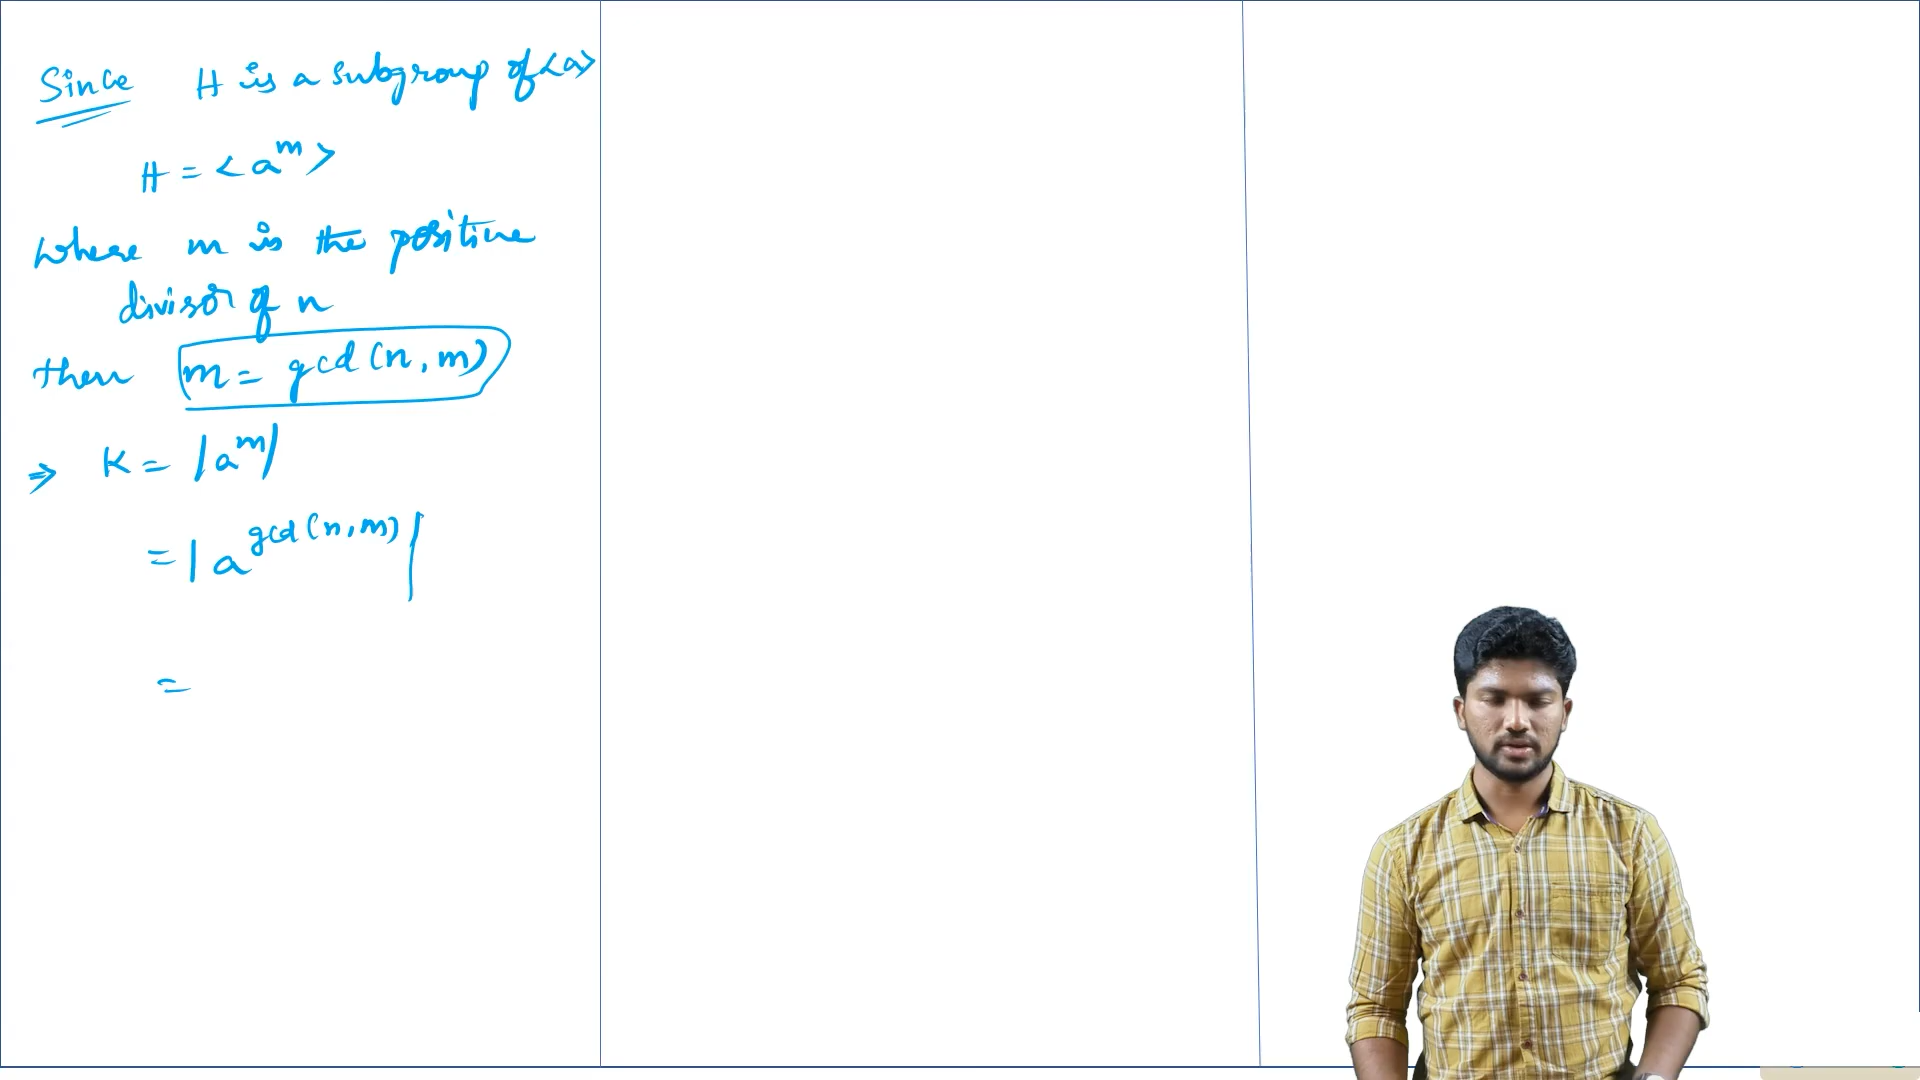 Since H is a subgroup of <a>
H = < a^m >
where m is the positive
divisor of n
then m = gcd (n, m)
⇒ K = |a^m|
= | a^gcd (n, m) |
=